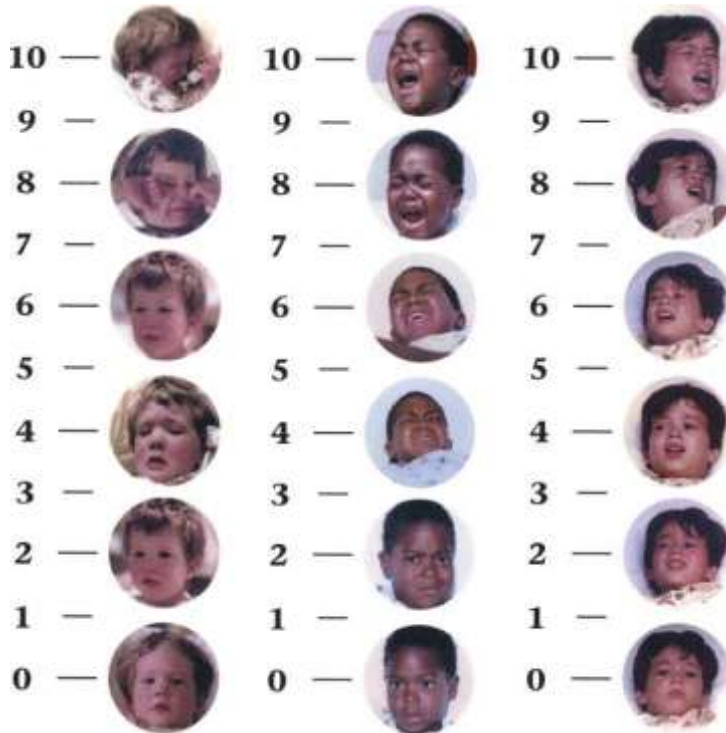 10 — 10 — 10 —
9 — 9 — 9 —
8 — 8 — 8 —
7 — 7 — 7 —
6 — 6 — 6 —
5 — 5 — 5 —
4 — 4 — 4 —
3 — 3 — 3 —
2 — 2 — 2 —
1 — 1 — 1 —
0 — 0 — 0 —